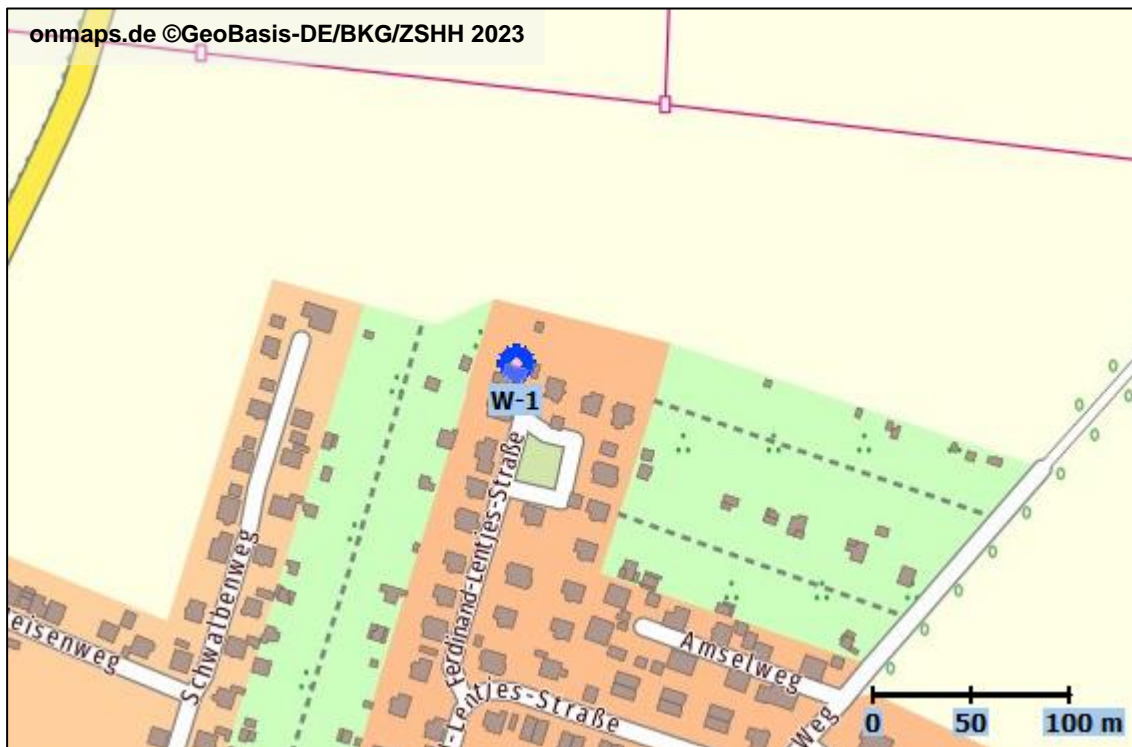 onmaps.de ©GeoBasis-DE/BKG/ZSHH 2023
W-1
Ferdinand-Lentjes-Straße
Schwalbenweg
eisenweg
Amselweg
-Lentjes-Straße
Weg
0 50 100 m